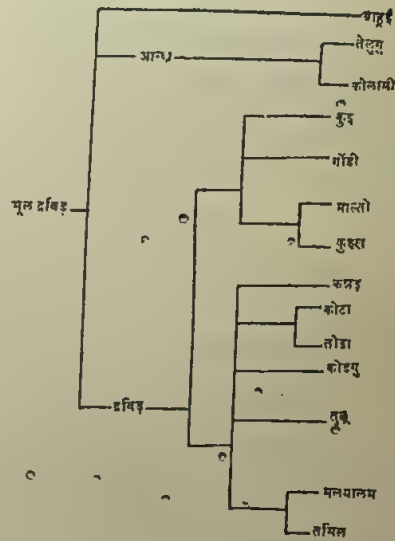 ब्राहुई
तेलुगु
आन्ध्र
कोलामी
कुइ
गोंडी
मूल द्रविड़
माल्तो
कुड़ुख
कन्नड़
कोटा
तोडा
कोडगु
द्रविड़
तुळू
मलयालम
तमिल